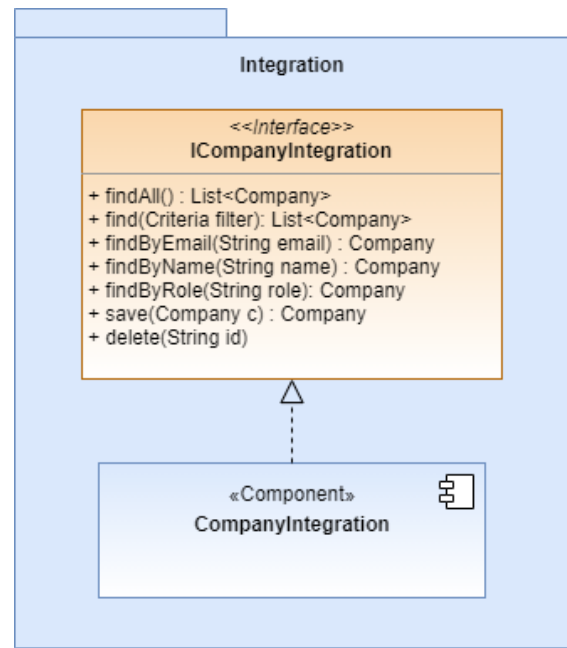 Integration
<<Interface>>
ICompanyIntegration
+ findAll() : List<Company>
+ find(Criteria filter): List<Company>
+ findByEmail(String email) : Company
+ findByName(String name) : Company
+ findByRole(String role): Company
+ save(Company c) : Company
+ delete(String id)
«Component»
CompanyIntegration